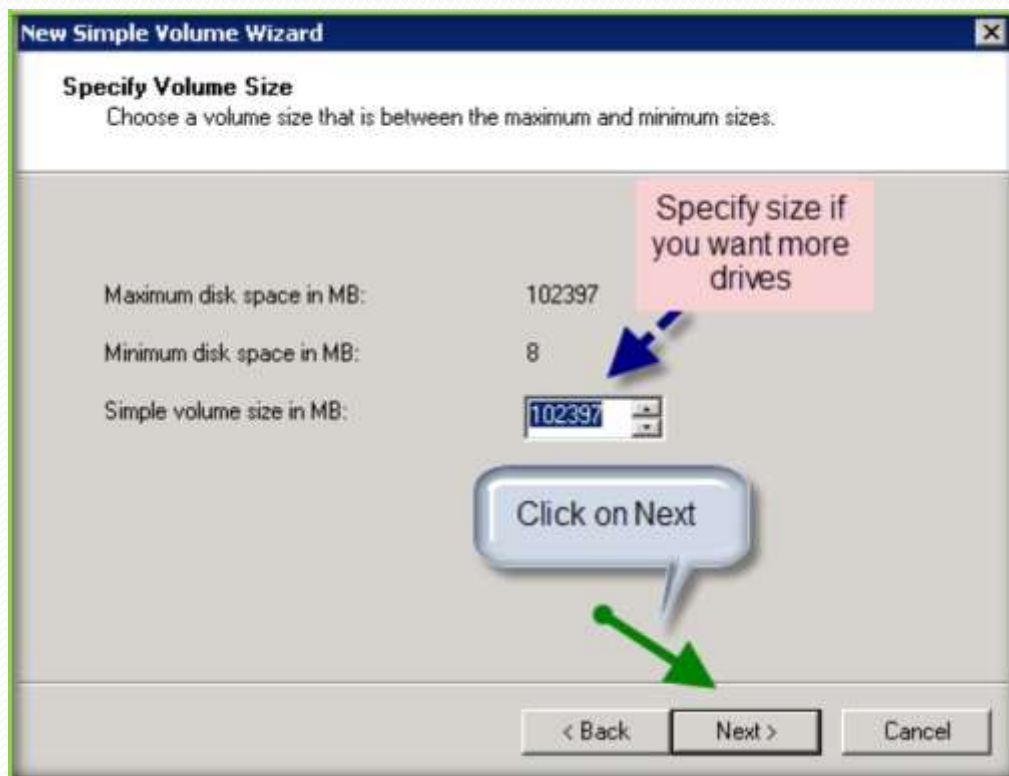 New Simple Volume Wizard
Specify Volume Size
Choose a volume size that is between the maximum and minimum sizes.
Specify size if
you want more
drives
Maximum disk space in MB: 102397
Minimum disk space in MB: 8
Simple volume size in MB: 102397
Click on Next
< Back Next > Cancel